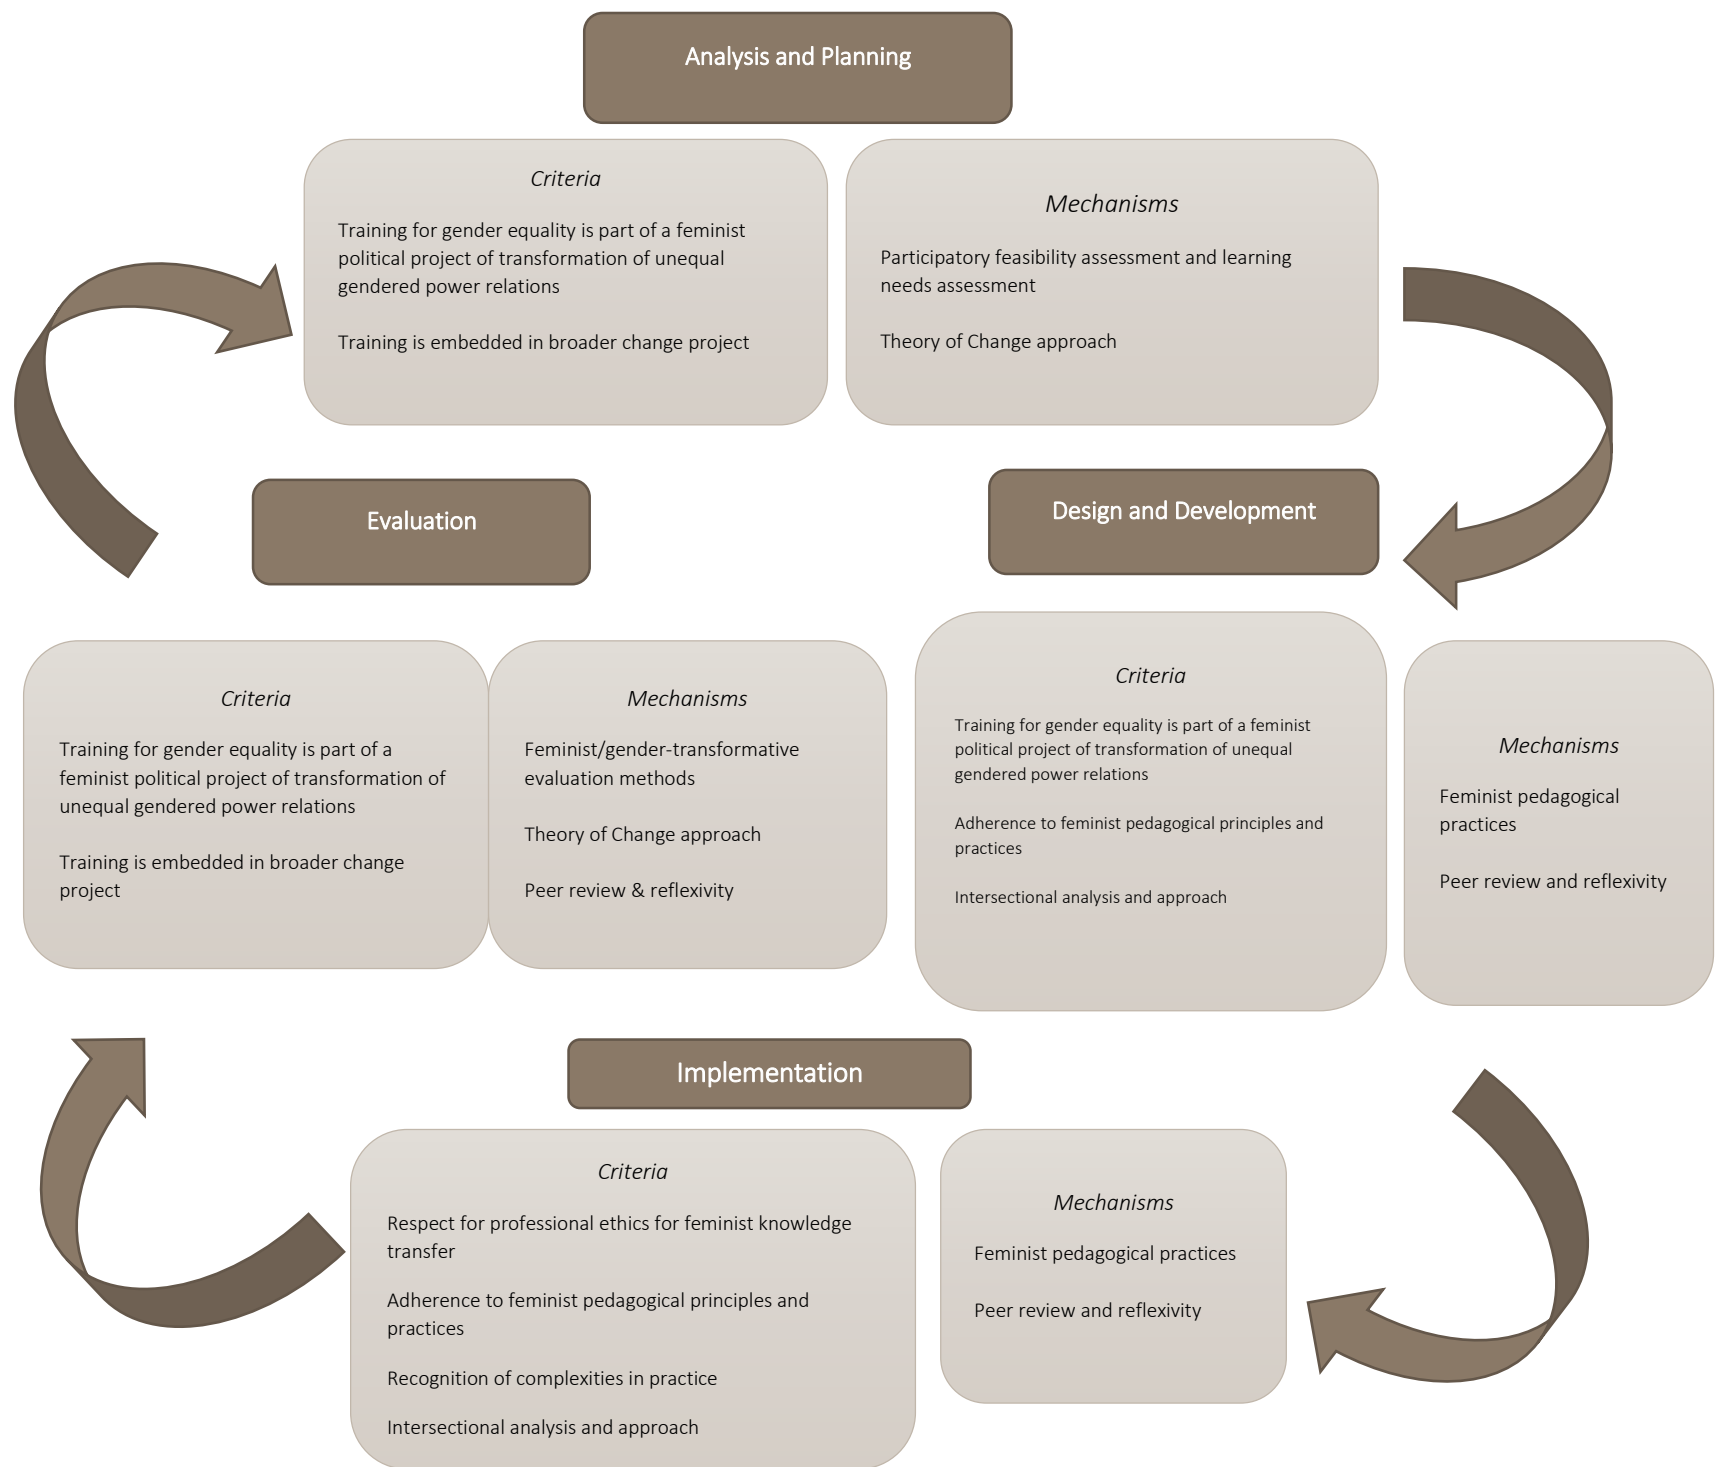 Analysis and Planning
Criteria
Training for gender equality is part of a feminist
political project of transformation of unequal
gendered power relations
Training is embedded in broader change project
Mechanisms
Participatory feasibility assessment and learning
needs assessment
Theory of Change approach
Evaluation
Design and Development
Criteria
Training for gender equality is part of a
feminist political project of transformation of
unequal gendered power relations
Training is embedded in broader change
project
Mechanisms
Feminist/gender-transformative
evaluation methods
Theory of Change approach
Peer review & reflexivity
Criteria
Training for gender equality is part of a feminist
political project of transformation of unequal
gendered power relations
Adherence to feminist pedagogical principles and
practices
Intersectional analysis and approach
Mechanisms
Feminist pedagogical
practices
Peer review and reflexivity
Implementation
Criteria
Respect for professional ethics for feminist knowledge
transfer
Adherence to feminist pedagogical principles and
practices
Recognition of complexities in practice
Intersectional analysis and approach
Mechanisms
Feminist pedagogical practices
Peer review and reflexivity